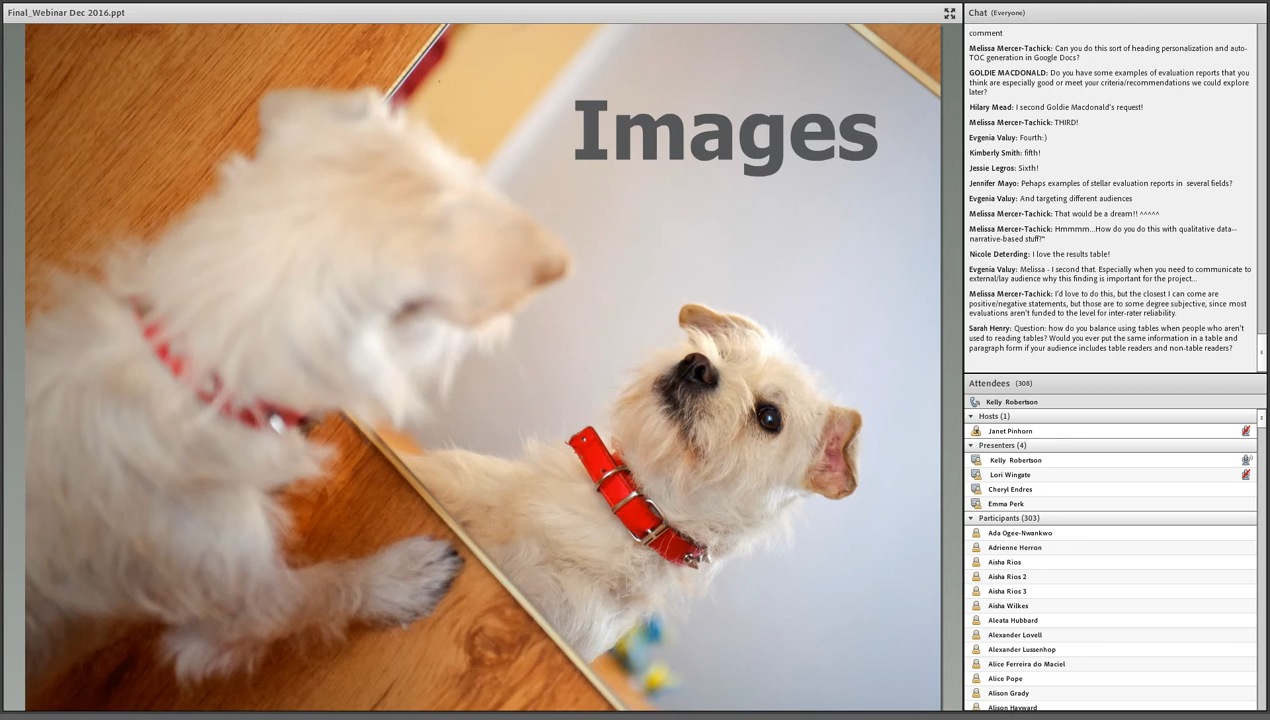 Final_Webinar Dec 2016.ppt
Images
Chat (Everyone)
comment
Melissa Mercer-Tachick: Can you do this sort of heading personalization and auto-
TOC generation in Google Docs?
GOLDIE MACDONALD: Do you have some examples of evaluation reports that you
think are especially good or meet your criteria/recommendations we could explore
later?
Hilary Mead: I second Goldie Macdonald's request!
Melissa Mercer-Tachick: THIRD!
Evgenia Valuy: Fourth:)
Kimberly Smith: fifth!
Jessie Legros: Sixth!
Jennifer Mayo: Pehaps examples of stellar evaluation reports in several fields?
Evgenia Valuy: And targeting different audiences
Melissa Mercer-Tachick: That would be a dream!! ^^^^^
Melissa Mercer-Tachick: Hmmmm...How do you do this with qualitative data--
narrative-based stuff?"
Nicole Deterding: I love the results table!
Evgenia Valuy: Melissa - I second that. Especially when you need to communicate to
external/lay audience why this finding is important for the project...
Melissa Mercer-Tachick: I'd love to do this, but the closest I can come are
positive/negative statements, but those are to some degree subjective, since most
evaluations aren't funded to the level for inter-rater reliability.
Sarah Henry: Question: how do you balance using tables when people who aren't
used to reading tables? Would you ever put the same information in a table and
paragraph form if your audience includes table readers and non-table readers?
Attendees (308)
Kelly Robertson
Hosts (1)
Janet Pinhorn
Presenters (4)
Kelly Robertson
Lori Wingate
Cheryl Endres
Emma Perk
Participants (303)
Ada Ogee-Nwankwo
Adrienne Herron
Aisha Rios
Aisha Rios 2
Aisha Rios 3
Aisha Wilkes
Aleata Hubbard
Alexander Lovell
Alexander Lussenhop
Alice Ferreira do Maciel
Alice Pope
Alison Grady
Alison Hayward